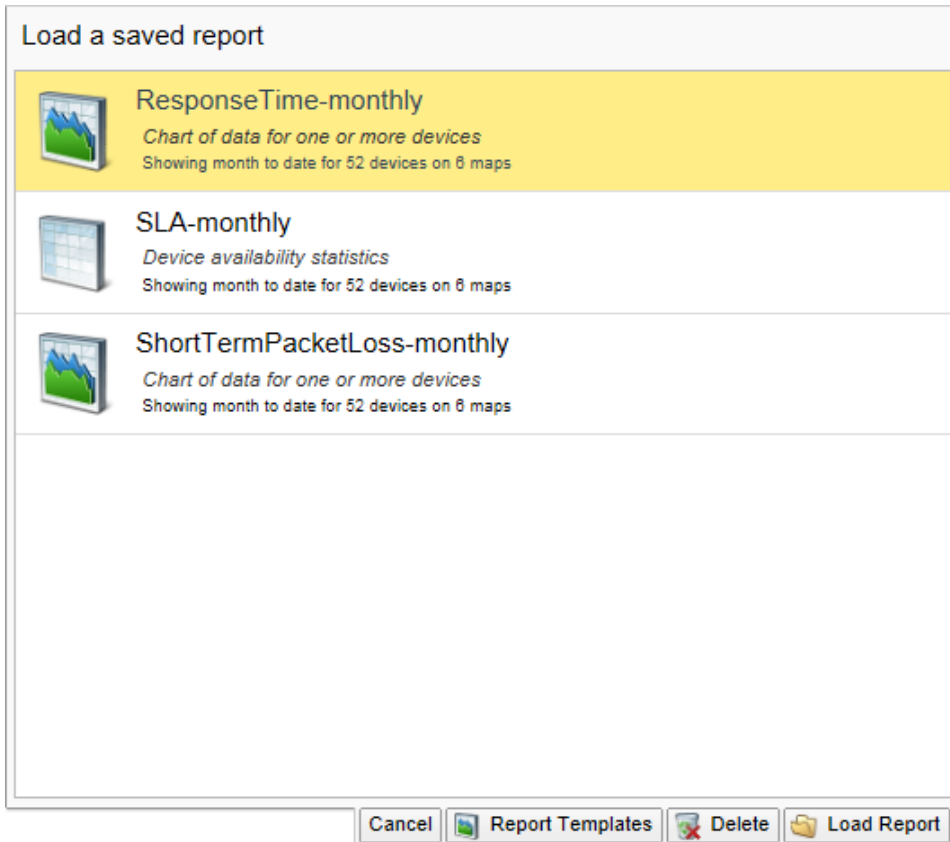 Load a saved report
ResponseTime-monthly
Chart of data for one or more devices
Showing month to date for 52 devices on 6 maps
SLA-monthly
Device availability statistics
Showing month to date for 52 devices on 6 maps
ShortTermPacketLoss-monthly
Chart of data for one or more devices
Showing month to date for 52 devices on 6 maps
Cancel Report Templates Delete Load Report